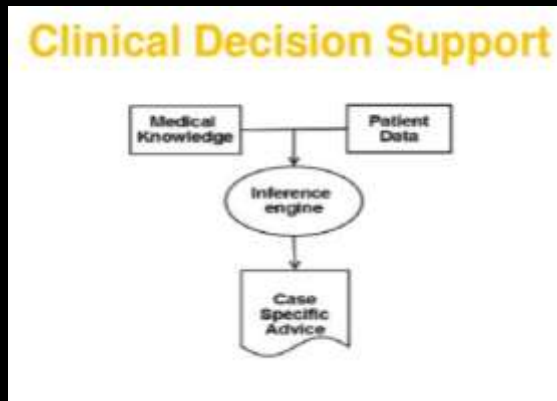 Clinical Decision Support
Medical
Knowledge
Patient
Data
Inference
engine
Case
Specific
Advice